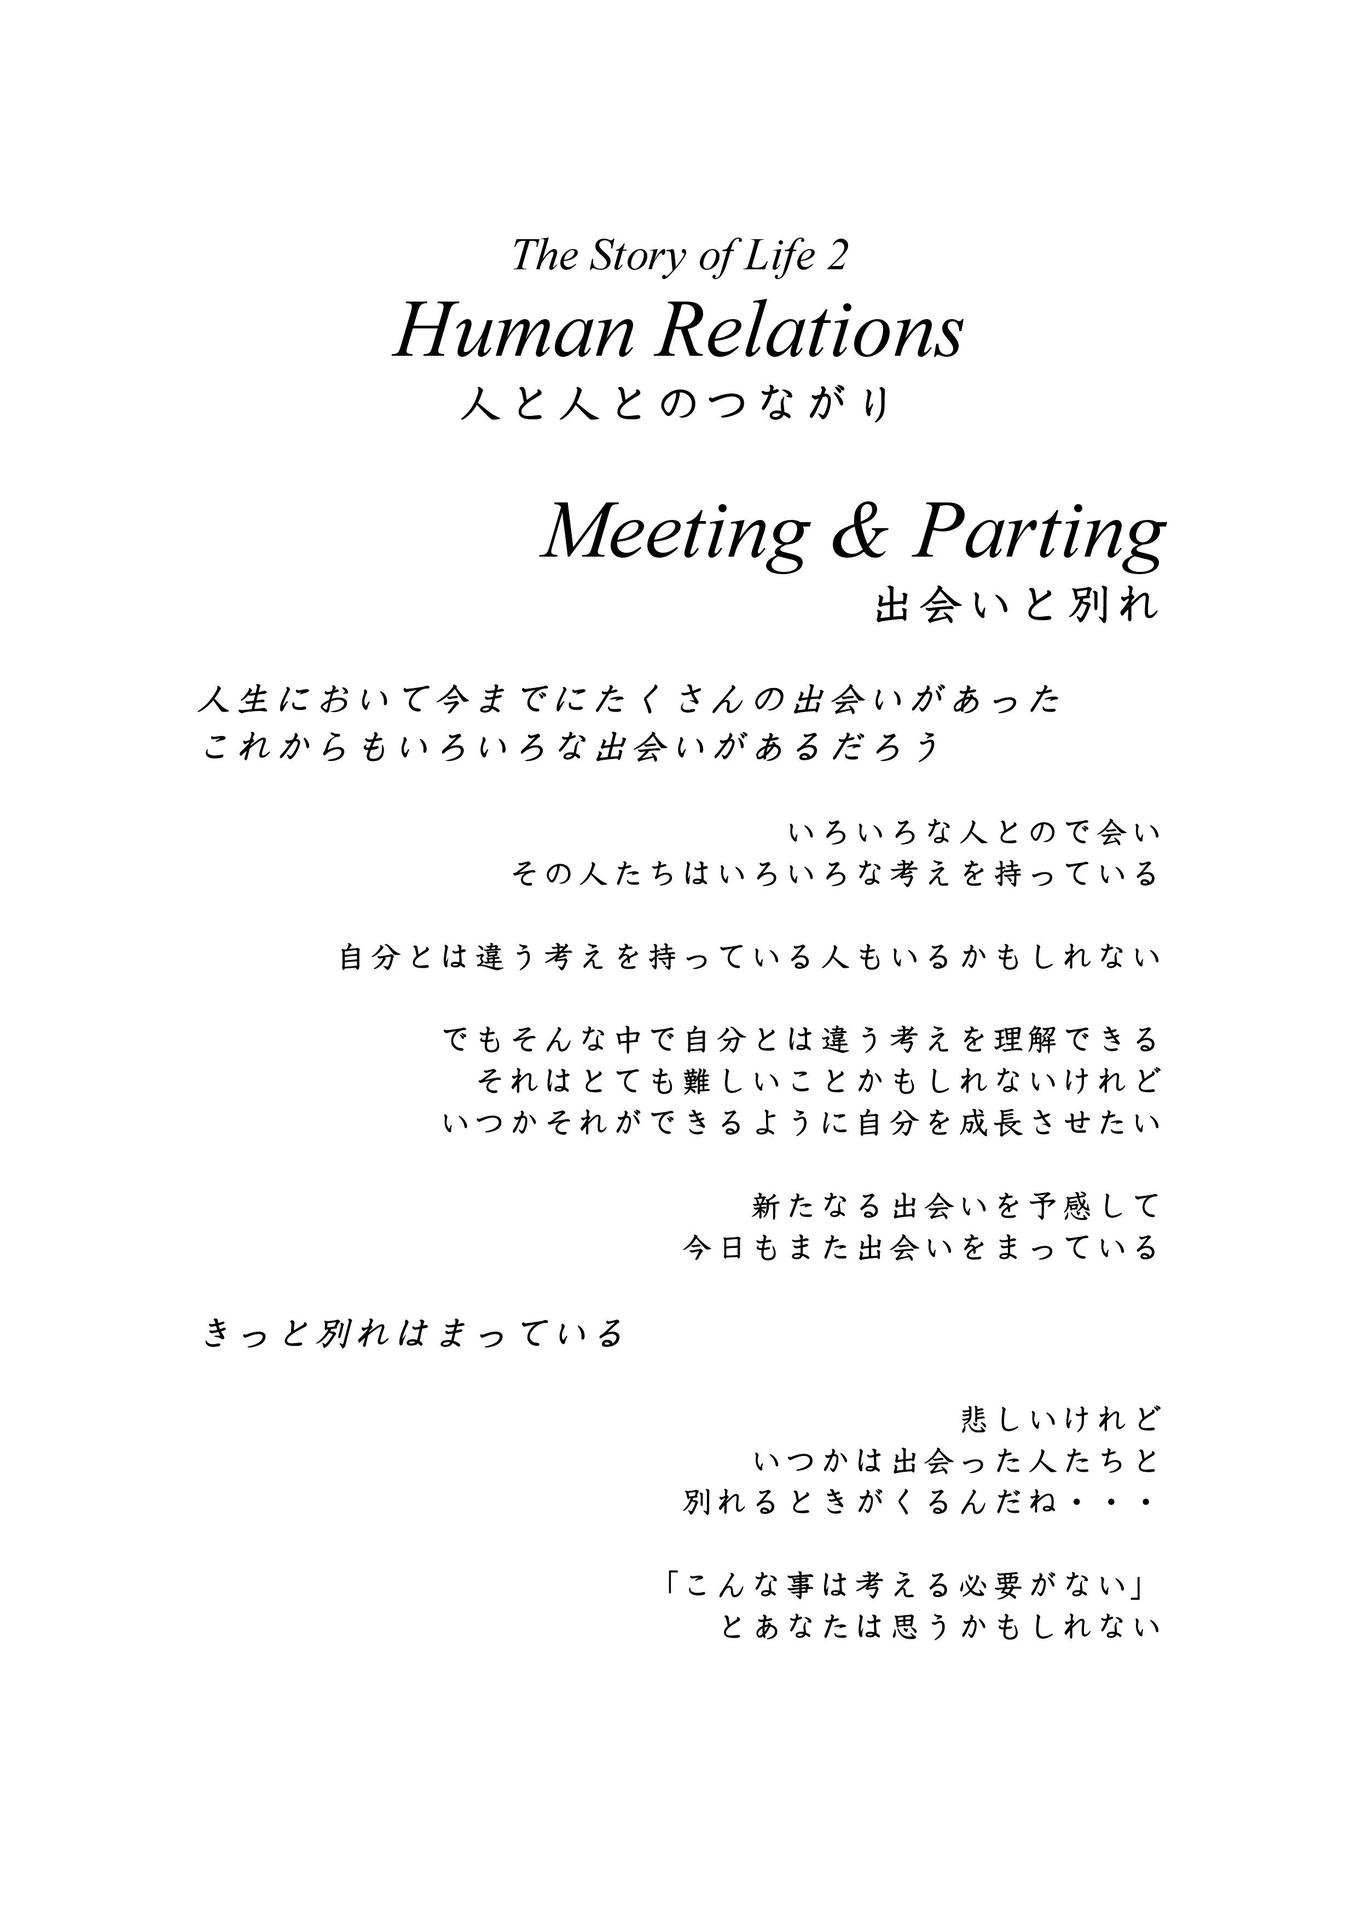 The Story of Life 2
Human Relations
人と人とのつながり
Meeting & Parting
出会いと別れ
人生において今までにたくさんの出会いがあった
これからもいろいろな出会いがあるだろう
いろいろな人とので会い
その人たちはいろいろな考えを持っている
自分とは違う考えを持っている人もいるかもしれない
でもそんな中で自分とは違う考えを理解できる
それはとても難しいことかもしれないけれど
いつかそれができるように自分を成長させたい
新たなる出会いを予感して
今日もまた出会いをまっている
きっと別れはまっている
悲しいけれど
いつかは出会った人たちと
別れるときがくるんだね・・・
「こんな事は考える必要がない」
とあなたは思うかもしれない